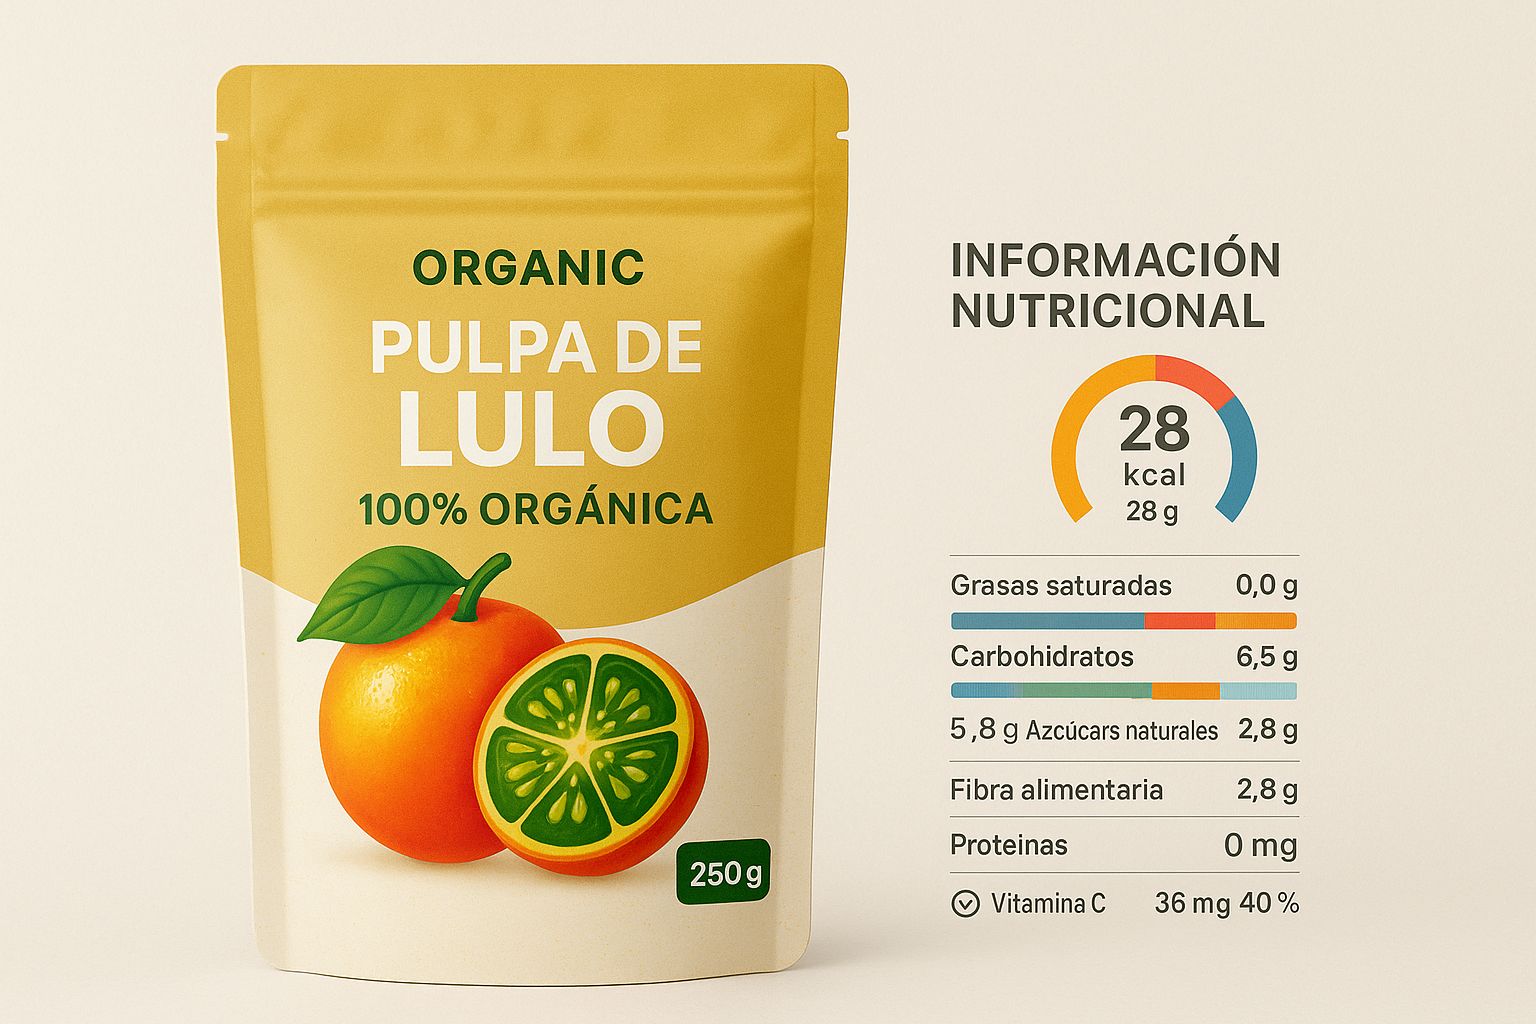 ORGANIC
PULPA DE
LULO
100% ORGÁNICA
250 g
INFORMACIÓN
NUTRICIONAL
28
kcal
28 g
Grasas saturadas 0,0 g
Carbohidratos 6,5 g
5,8 g Azcúcars naturales 2,8 g
Fibra alimentaria 2,8 g
Proteinas 0 mg
Vitamina C 36 mg 40 %